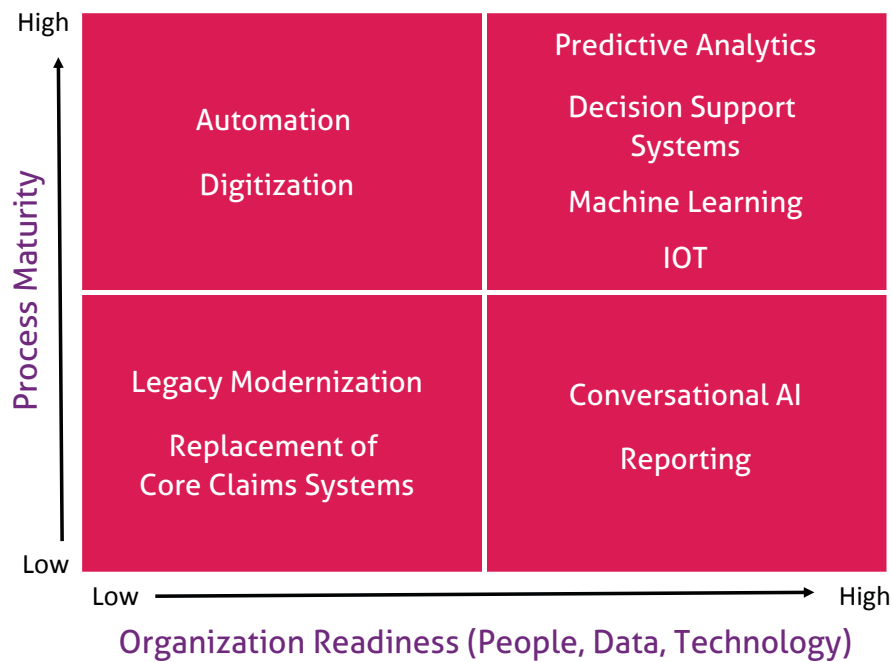 High
Process Maturity
Low
Automation
Digitization
Predictive Analytics
Decision Support
Systems
Machine Learning
IOT
Legacy Modernization
Replacement of
Core Claims Systems
Conversational AI
Reporting
Low
High
Organization Readiness (People, Data, Technology)